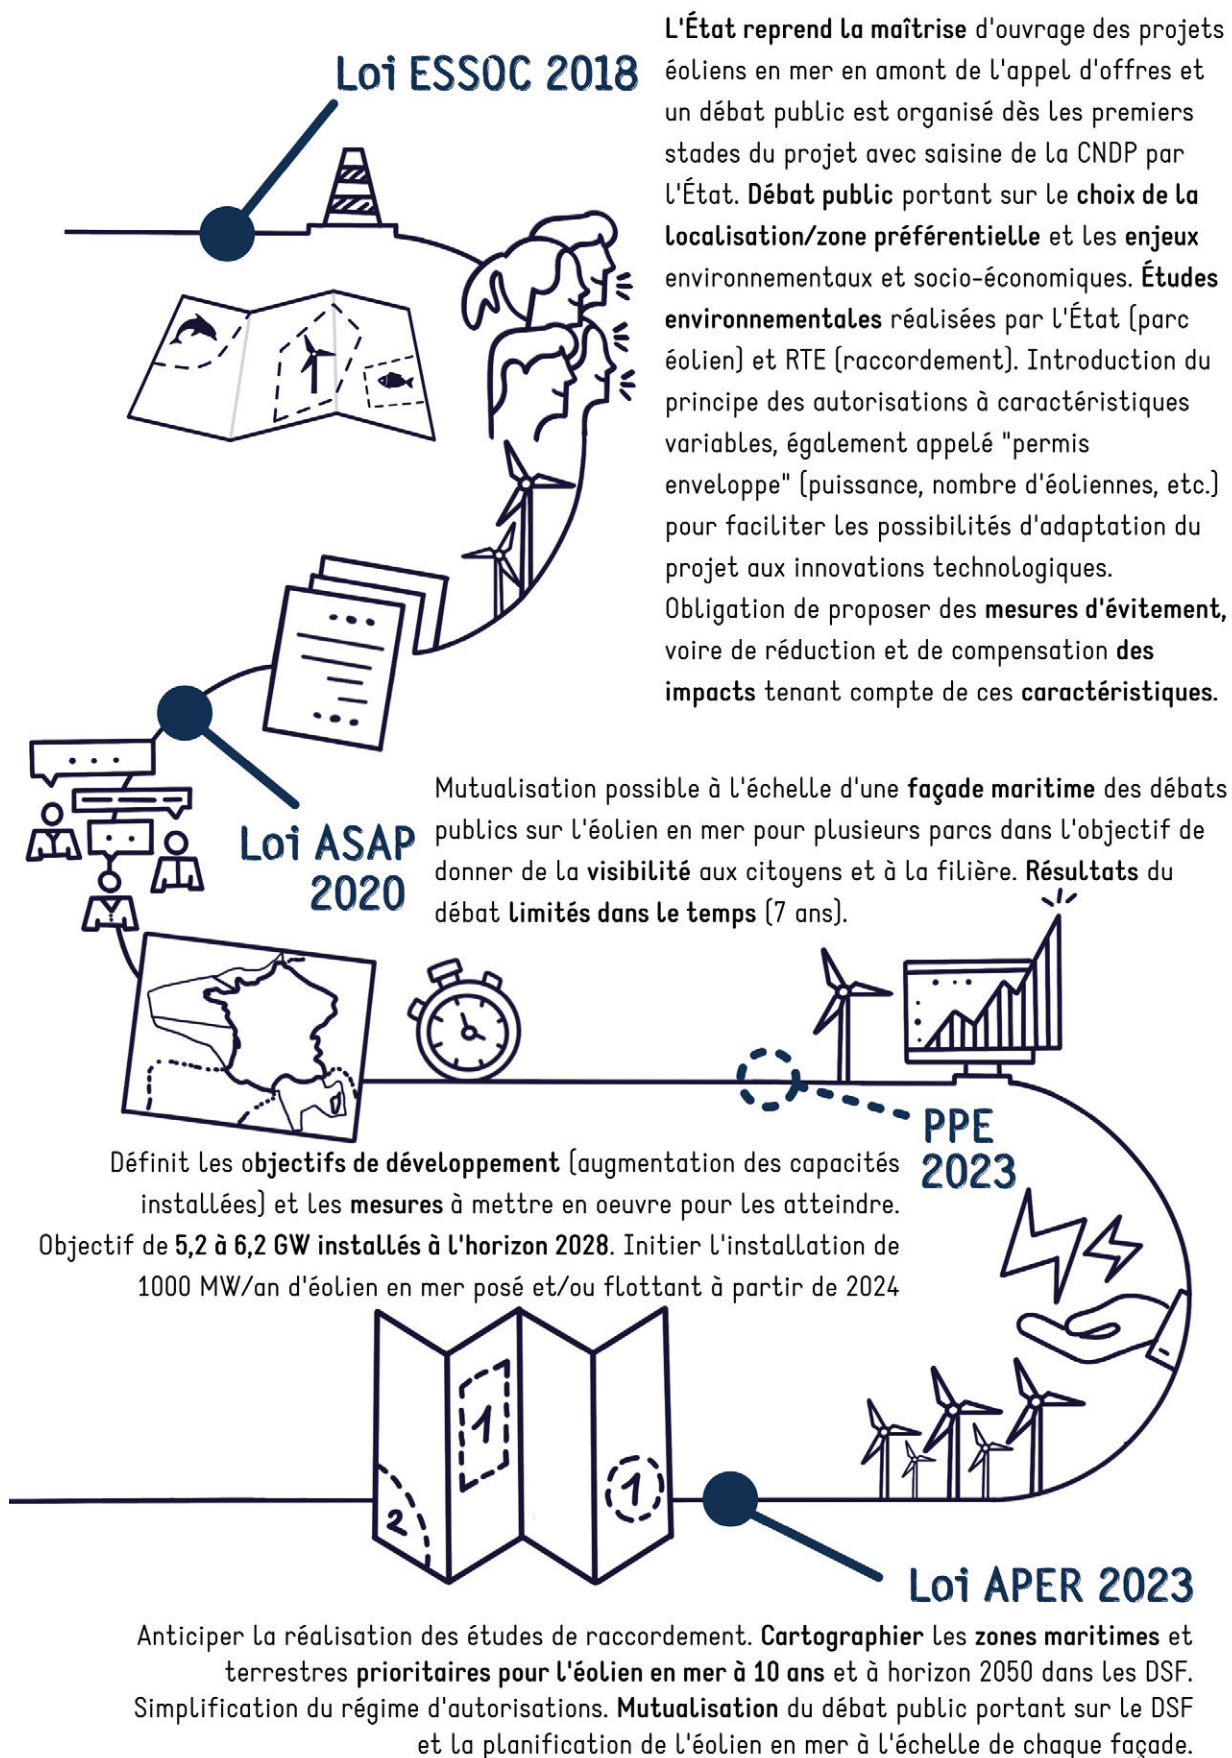 Loi ESSOC 2018
L'État reprend la maîtrise d'ouvrage des projets
éoliens en mer en amont de l'appel d'offres et
un débat public est organisé dès les premiers
stades du projet avec saisine de la CNDP par
l'État. Débat public portant sur le choix de la
localisation/zone préférentielle et les enjeux
environnementaux et socio-économiques. Études
environnementales réalisées par l'État (parc
éolien) et RTE (raccordement). Introduction du
principe des autorisations à caractéristiques
variables, également appelé "permis
enveloppe" (puissance, nombre d'éoliennes, etc.)
pour faciliter les possibilités d'adaptation du
projet aux innovations technologiques.
Obligation de proposer des mesures d'évitement,
voire de réduction et de compensation des
impacts tenant compte de ces caractéristiques.
Loi ASAP
2020
Mutualisation possible à l'échelle d'une façade maritime des débats
publics sur l'éolien en mer pour plusieurs parcs dans l'objectif de
donner de la visibilité aux citoyens et à la filière. Résultats du
débat limités dans le temps (7 ans).
PPE
2023
Définit les objectifs de développement (augmentation des capacités
installées) et les mesures à mettre en oeuvre pour les atteindre.
Objectif de 5,2 à 6,2 GW installés à l'horizon 2028. Initier l'installation de
1000 MW/an d'éolien en mer posé et/ou flottant à partir de 2024
1
2
1
Loi APER 2023
Anticiper la réalisation des études de raccordement. Cartographier les zones maritimes et
terrestres prioritaires pour l'éolien en mer à 10 ans et à horizon 2050 dans les DSF.
Simplification du régime d'autorisations. Mutualisation du débat public portant sur le DSF
et la planification de l'éolien en mer à l'échelle de chaque façade.